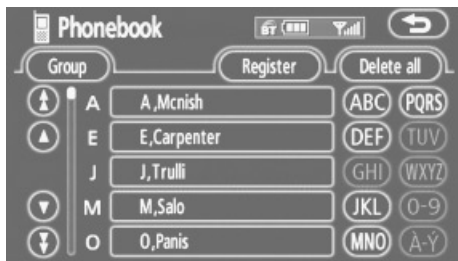 Phonebook BT
Group Register Delete all
A A ,Mcnish ABC PQRS
E E,Carpenter DEF TUV
J J,Trulli GHI WXYZ
M M,Salo JKL 0-9
O O,Panis MNO À-Ý